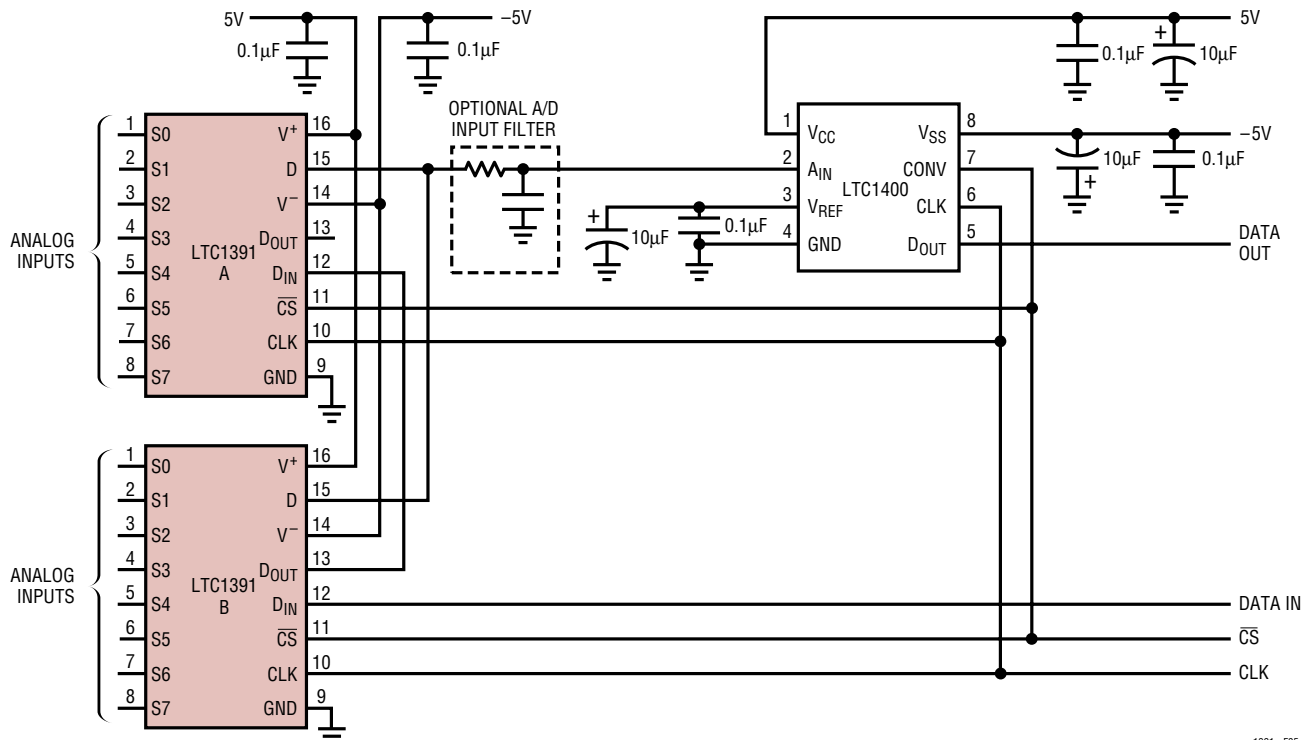 5V
–5V
5V
0.1µF
0.1µF
0.1µF
+
10µF
OPTIONAL A/D
INPUT FILTER
ANALOG
INPUTS
1 S0
2 S1
3 S2
4 S3
5 S4
6 S5
7 S6
8 S7
LTC1391
A
V+ 16
D 15
V– 14
DOUT 13
DIN 12
CS 11
CLK 10
GND 9
+
10µF
0.1µF
1 VCC
2 AIN
3 VREF
4 GND
LTC1400
VSS 8
CONV 7
CLK 6
DOUT 5
–5V
10µF
+
0.1µF
DATA
OUT
ANALOG
INPUTS
1 S0
2 S1
3 S2
4 S3
5 S4
6 S5
7 S6
8 S7
LTC1391
B
V+ 16
D 15
V– 14
DOUT 13
DIN 12
CS 11
CLK 10
GND 9
DATA IN
CS
CLK